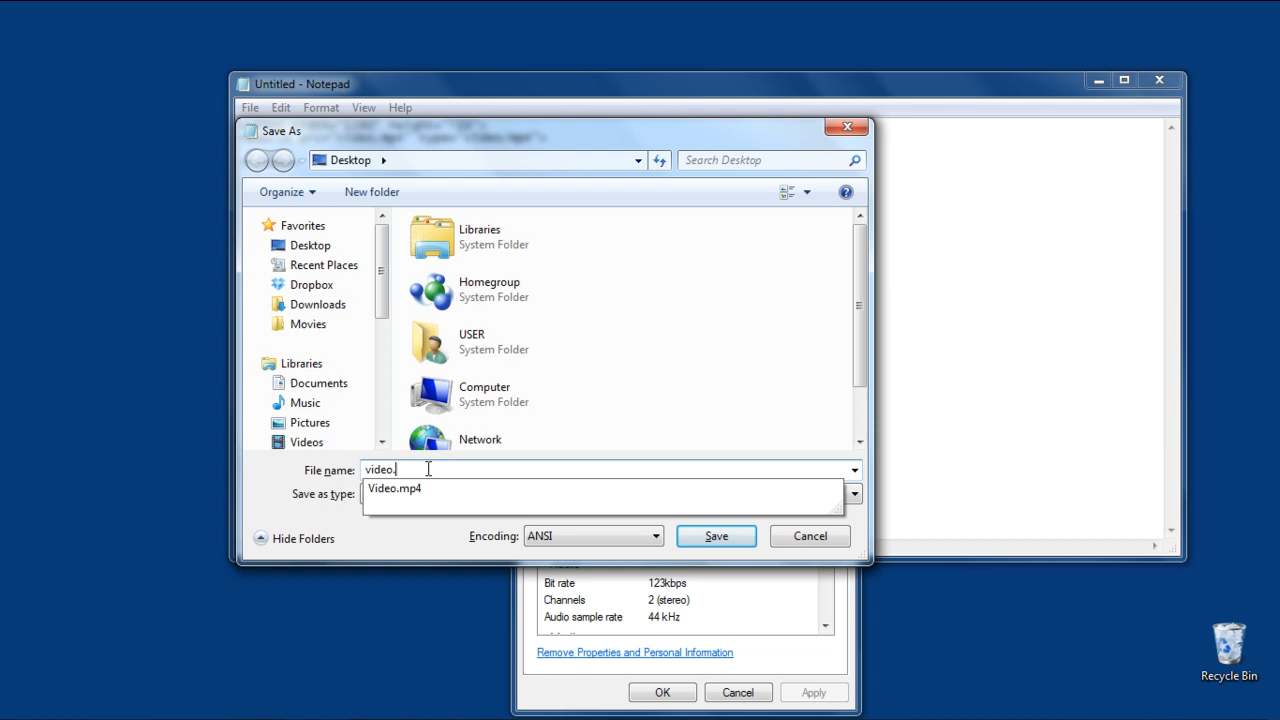 Untitled - Notepad
File Edit Format View Help
Save As
Desktop
Search Desktop
Organize New folder
Favorites
Desktop
Recent Places
Dropbox
Downloads
Movies
Libraries
Documents
Music
Pictures
Videos
Libraries
System Folder
Homegroup
System Folder
USER
System Folder
Computer
System Folder
Network
File name: video.
Video.mp4
Save as type:
Hide Folders
Encoding: ANSI Save Cancel
Bit rate 123kbps
Channels 2 (stereo)
Audio sample rate 44 kHz
Remove Properties and Personal Information
OK Cancel Apply
Recycle Bin